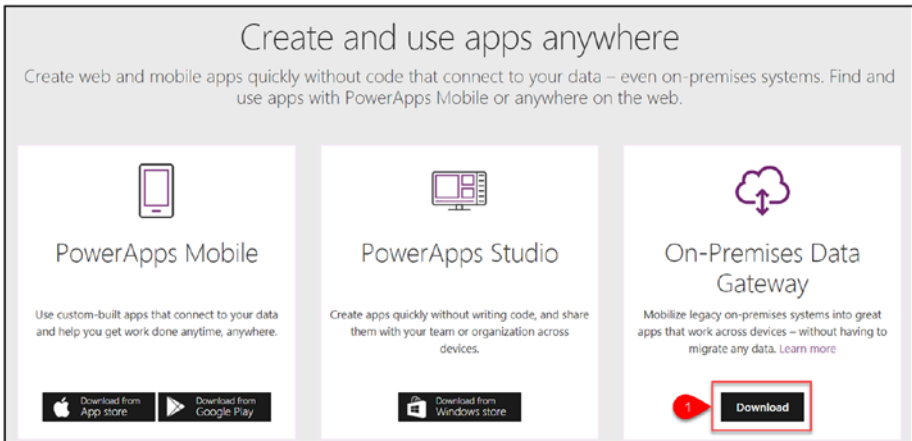 Create and use apps anywhere
Create web and mobile apps quickly without code that connect to your data – even on-premises systems. Find and
use apps with PowerApps Mobile or anywhere on the web.
PowerApps Mobile
Use custom-built apps that connect to your data
and help you get work done anytime, anywhere.
Download from
App store
Download from
Google Play
PowerApps Studio
Create apps quickly without writing code, and share
them with your team or organization across
devices.
Download from
Windows store
On-Premises Data
Gateway
Mobilize legacy on-premises systems into great
apps that work across devices – without having to
migrate any data. Learn more
1
Download